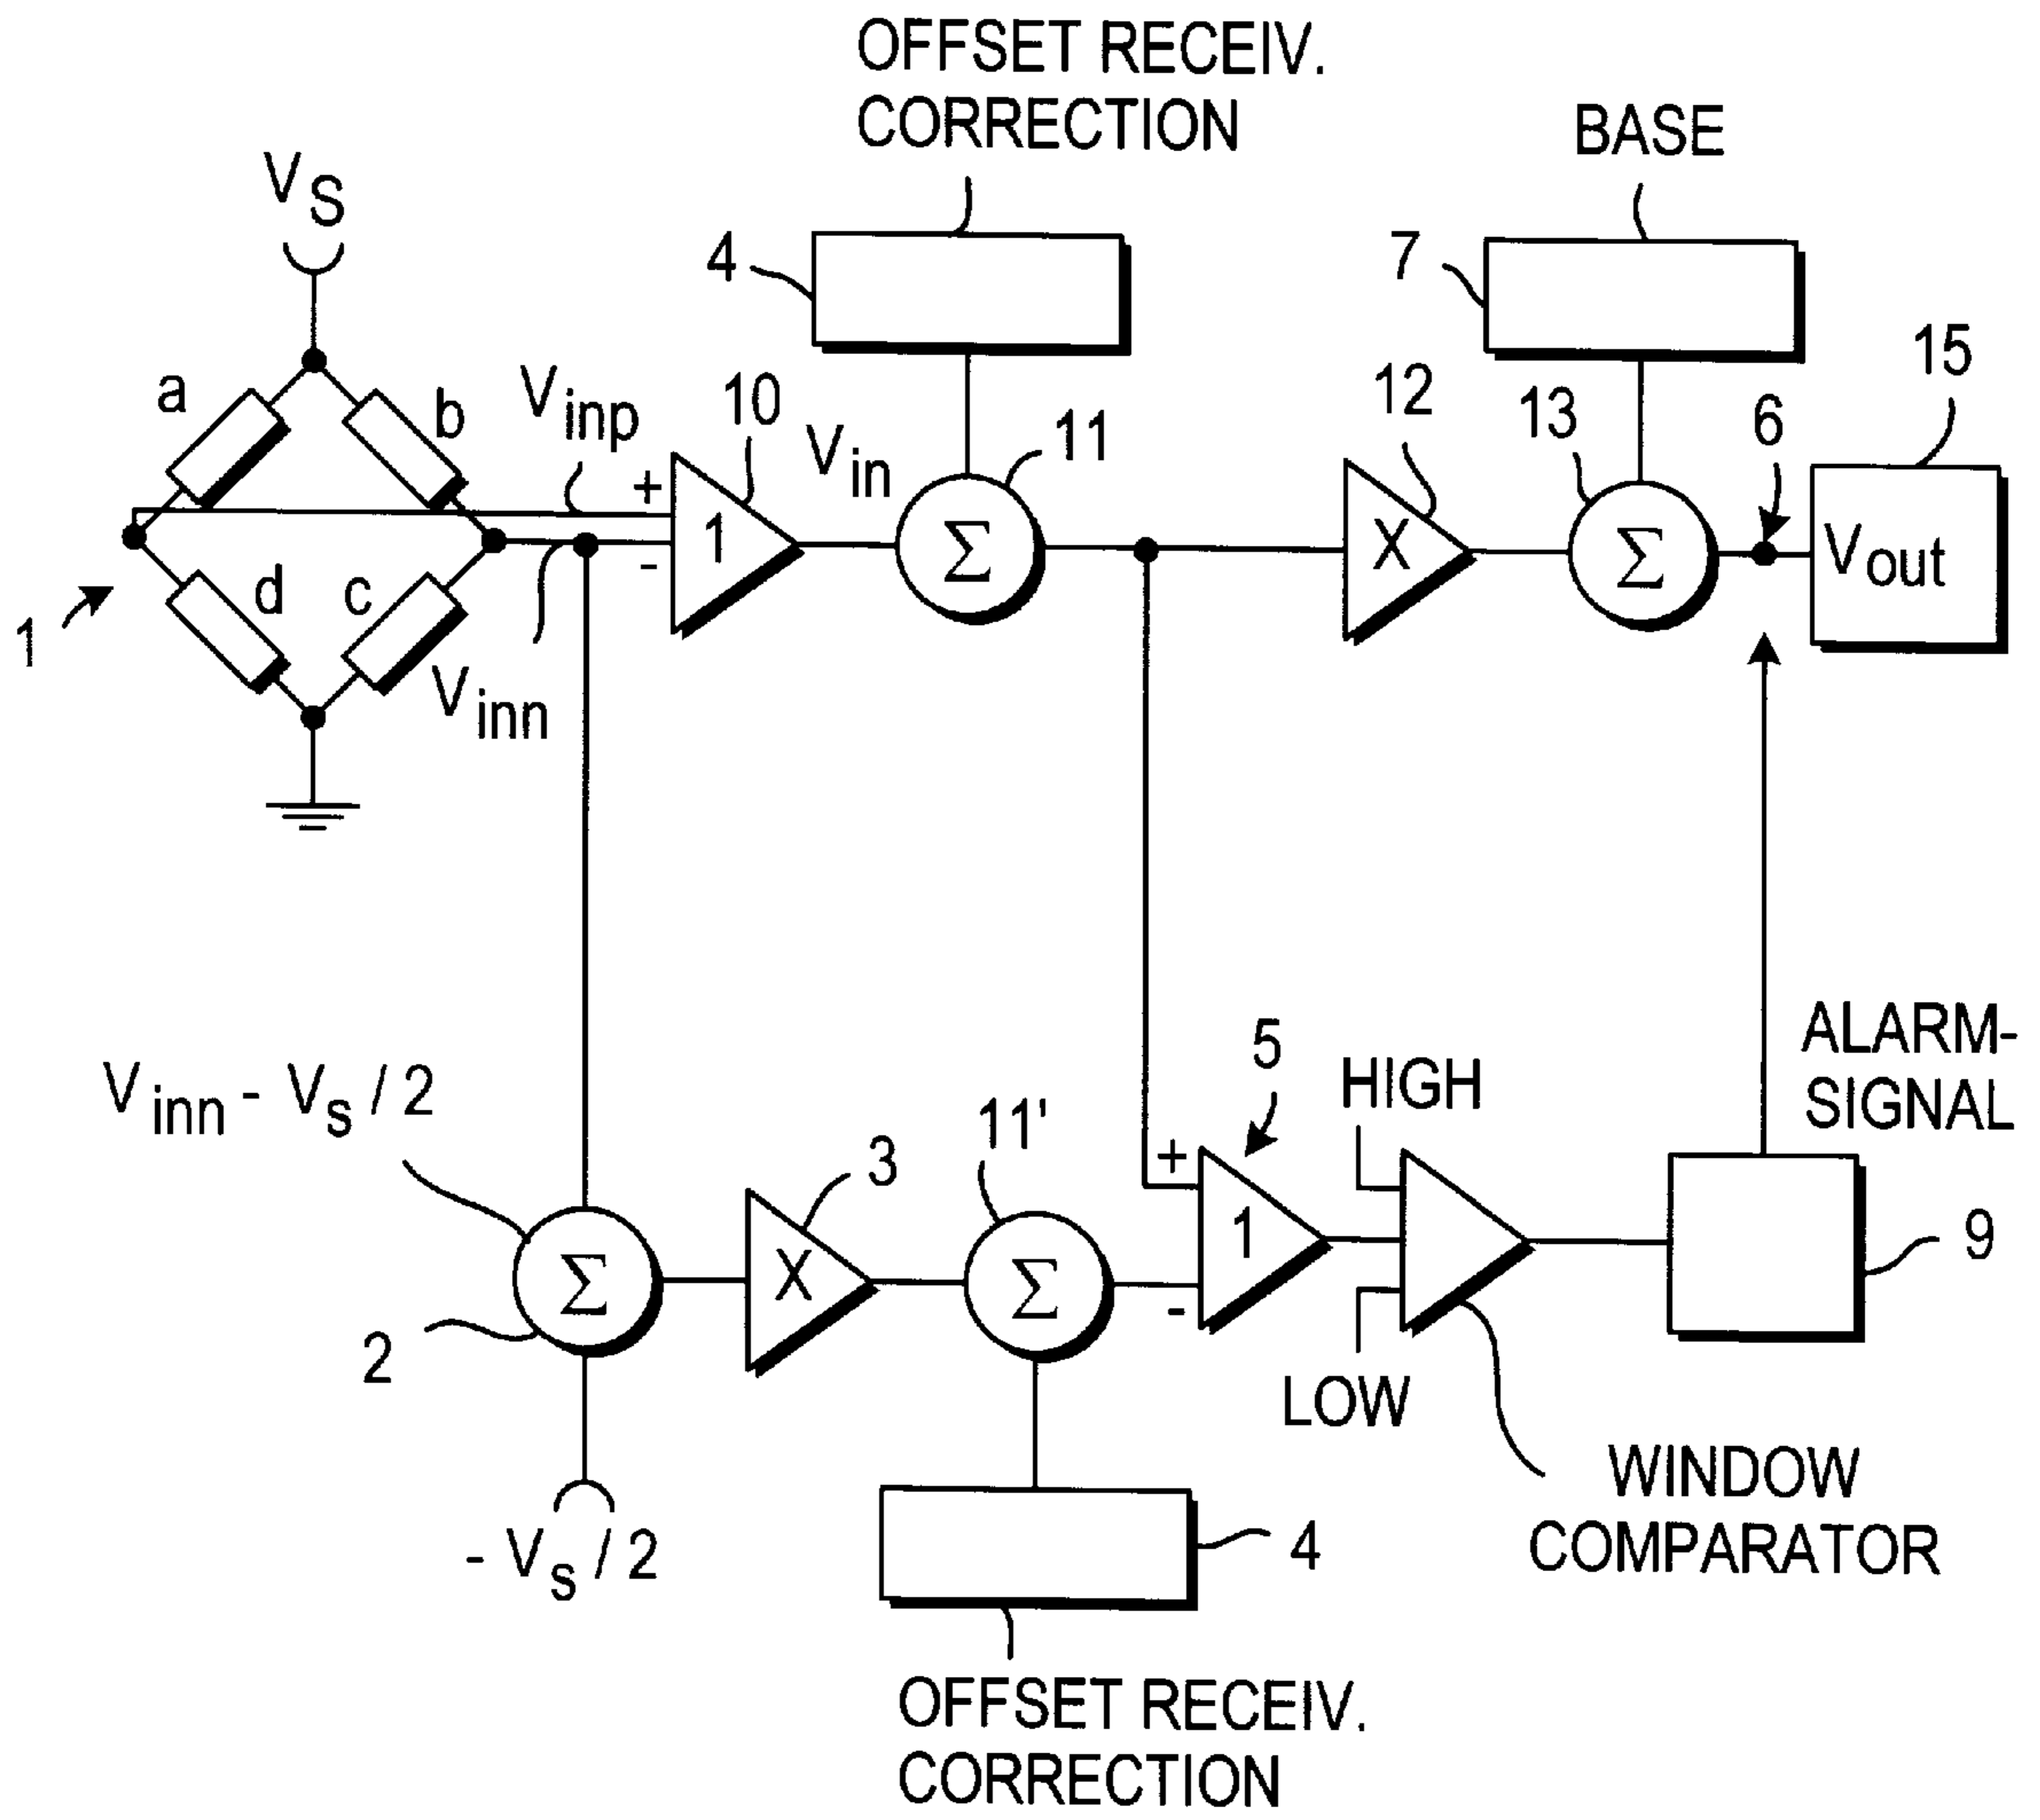 OFFSET RECEIV.
CORRECTION
BASE
V_S
4
7
15
a
b
V_inp
10
V_in
11
12
13
6
+
-
1
Σ
X
Σ
V_out
1
d
c
V_inn
ALARM-
SIGNAL
V_inn - V_s / 2
5
HIGH
3
11'
+
-
1
Σ
X
Σ
9
2
LOW
- V_s / 2
4
WINDOW
COMPARATOR
OFFSET RECEIV.
CORRECTION